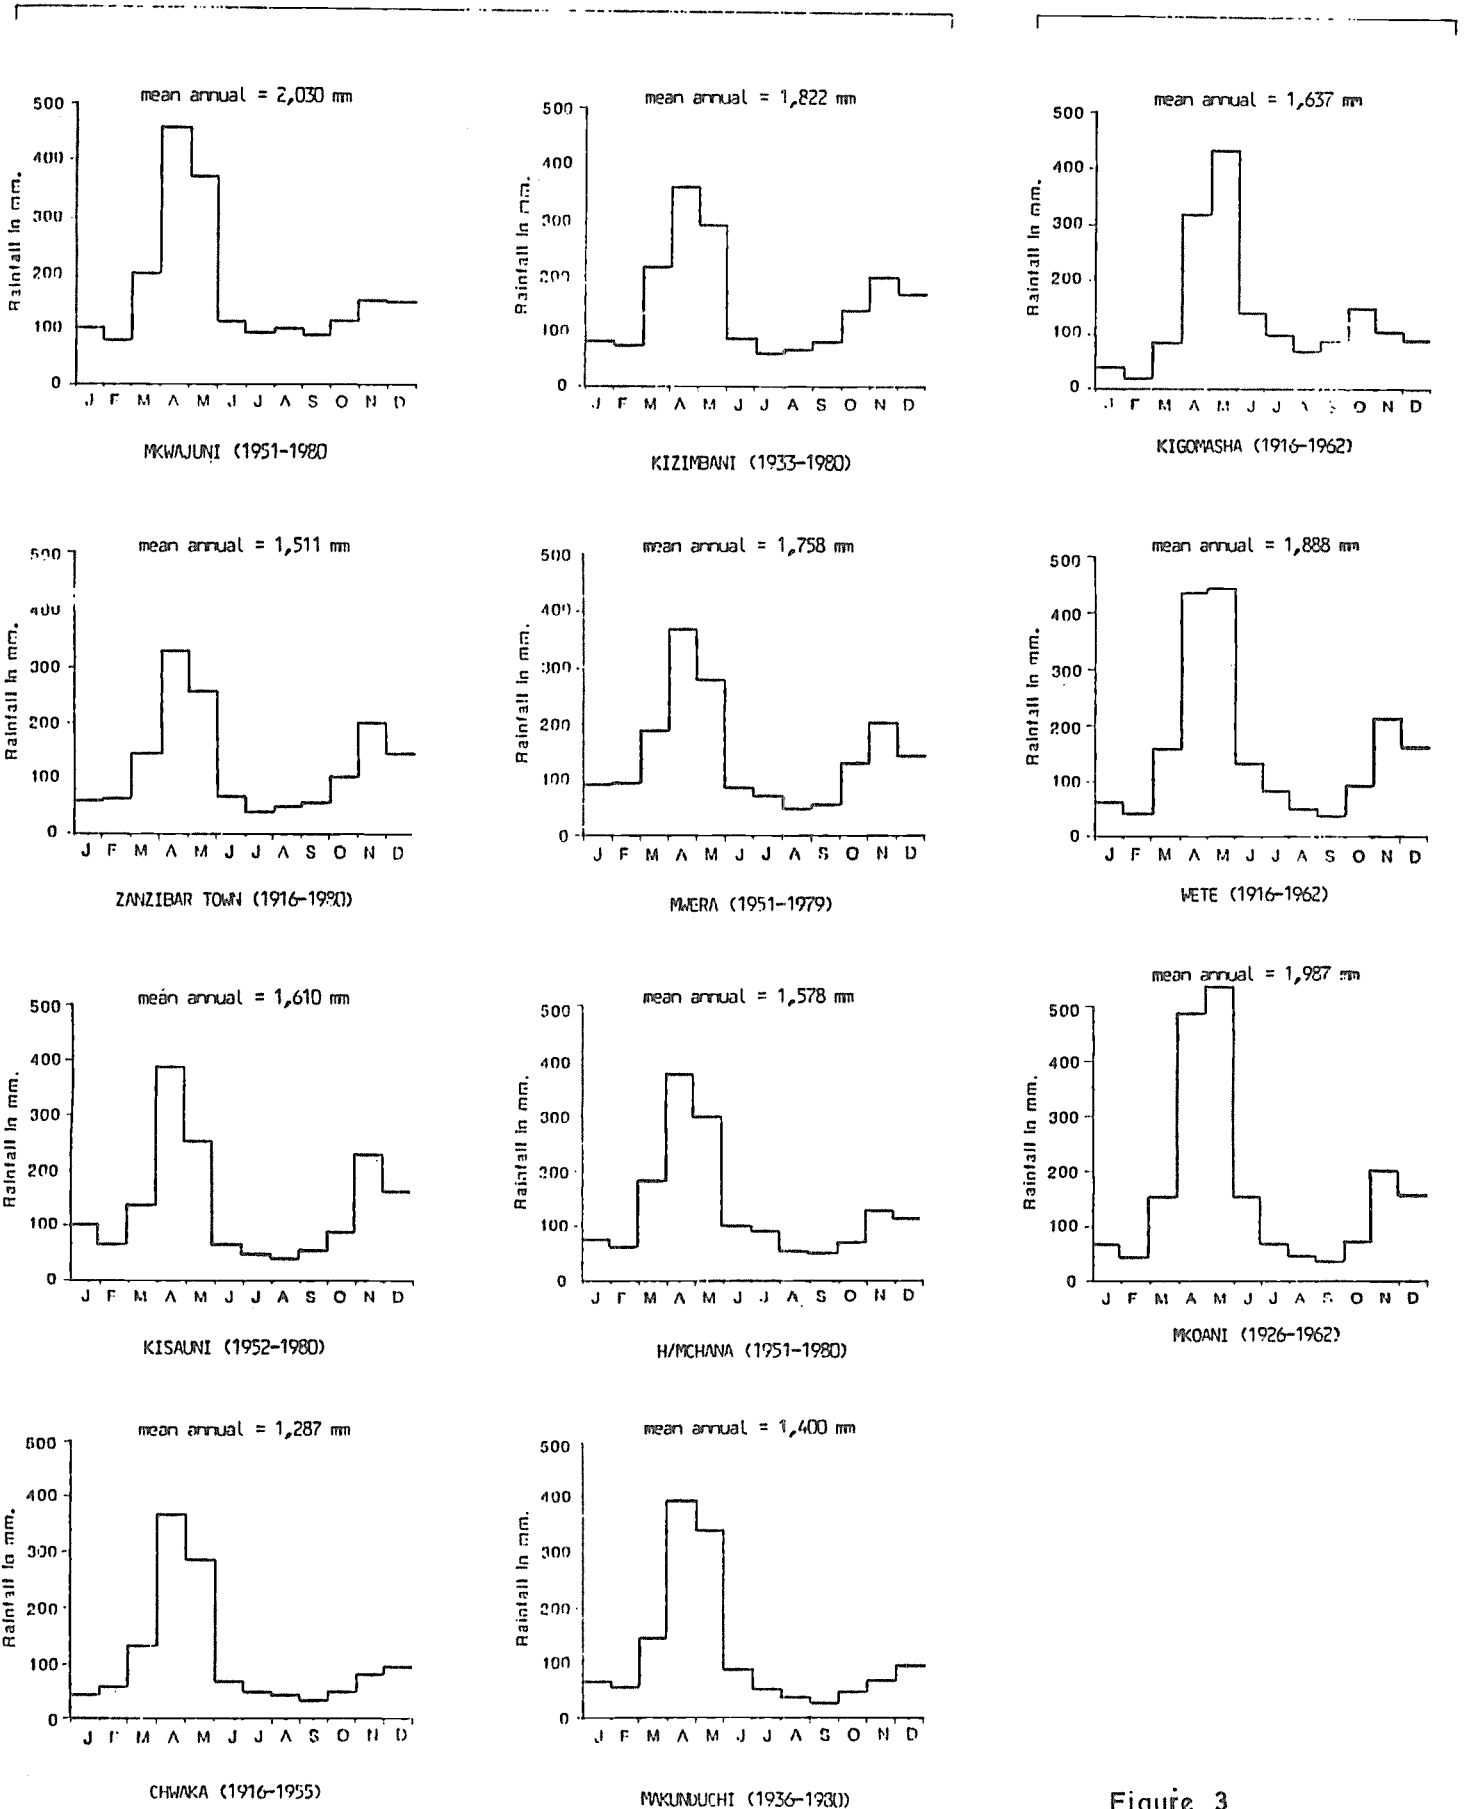 mean annual = 2,030 mm
Rainfall in mm.
500
400
300
200
100
0
J F M A M J J A S O N D
MKWAJUNI (1951-1980
mean annual = 1,822 mm
Rainfall in mm.
500
400
300
200
100
0
J F M A M J J A S O N D
KIZIMBANI (1933-1980)
mean annual = 1,637 mm
Rainfall in mm.
500
400
300
200
100
0
J F M A M J J A S O N D
KIGOMASHA (1916-1962)
mean annual = 1,511 mm
Rainfall in mm.
500
400
300
200
100
0
J F M A M J J A S O N D
ZANZIBAR TOWN (1916-1980)
mean annual = 1,758 mm
Rainfall in mm.
500
400
300
200
100
0
J F M A M J J A S O N D
MWERA (1951-1979)
mean annual = 1,888 mm
Rainfall in mm.
500
400
300
200
100
0
J F M A M J J A S O N D
WETE (1916-1962)
mean annual = 1,610 mm
Rainfall in mm.
500
400
300
200
100
0
J F M A M J J A S O N D
KISAUNI (1952-1980)
mean annual = 1,578 mm
Rainfall in mm.
500
400
300
200
100
0
J F M A M J J A S O N D
H/MCHANA (1951-1980)
mean annual = 1,987 mm
Rainfall in mm.
500
400
300
200
100
0
J F M A M J J A S O N D
MKOANI (1926-1962)
mean annual = 1,287 mm
Rainfall in mm.
500
400
300
200
100
0
J F M A M J J A S O N D
CHWAKA (1916-1955)
mean annual = 1,400 mm
Rainfall in mm.
500
400
300
200
100
0
J F M A M J J A S O N D
MAKUNDUCHI (1936-1980)
Figure 3